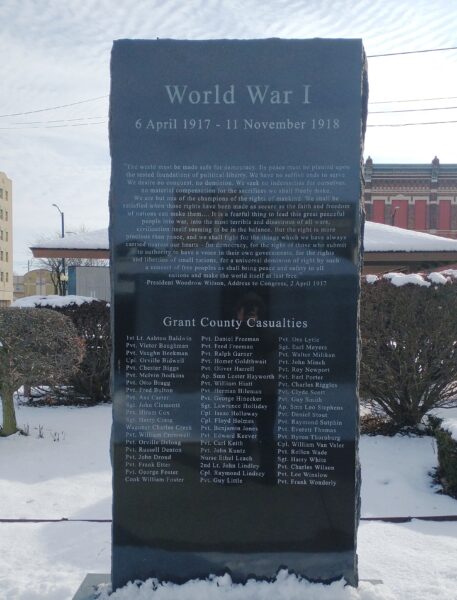 World War I
6 April 1917 - 11 November 1918
"The world must be made safe for democracy. Its peace must be planted upon
the tested foundations of political liberty. We have no selfish ends to serve.
We desire no conquest, no dominion. We seek no indemnities for ourselves,
no material compensation for the sacrifices we shall freely make.
We are but one of the champions of the rights of mankind. We shall be
satisfied when those rights have been made as secure as the faith and freedom
of nations can make them.... It is a fearful thing to lead this great peaceful
people into war, into the most terrible and disastrous of all wars,
civilization itself seeming to be in the balance. But the right is more
precious than peace, and we shall fight for the things which we have always
carried nearest our hearts - for democracy, for the right of those who submit
to authority to have a voice in their own government, for the rights
and liberties of small nations, for a universal dominion of right by such
a concert of free peoples as shall bring peace and safety to all
nations and make the world itself at last free."
President Woodrow Wilson, Address to Congress, 2 April 1917
Grant County Casualties
1st Lt. Ashton Baldwin
Pvt. Victor Baughman
Pvt. Vaughn Beekman
Cpl. Orville Bidwell
Pvt. Chester Biggs
Pvt. Melvin Bodkins
Pvt. Otto Bragg
Pvt. Fred Bulten
Pvt. Asa Carter
Sgt. John Clements
Pvt. Hiram Cox
Sgt. Harry Craig
Wagoner Charles Creek
Pvt. William Cromwell
Pvt. Orville Delong
Pvt. Russell Denton
Pvt. John Droud
Pvt. Frank Etter
Pvt. George Foster
Cook William Foster
Pvt. Daniel Freeman
Pvt. Fred Freeman
Pvt. Ralph Garner
Pvt. Homer Goldthwait
Pvt. Oliver Harrell
Ap. Smn Lester Hayworth
Pvt. William Hiatt
Pvt. Herman Hileman
Pvt. George Hinecker
Sgt. Lawrence Holliday
Cpl. Isaac Holloway
Cpl. Floyd Holmes
Pvt. Benjamin Jones
Pvt. Edward Keever
Pvt. Carl Keith
Pvt. John Kuntz
Nurse Ethel Leach
2nd Lt. John Lindley
Cpl. Raymond Lindsey
Pvt. Guy Little
Pvt. Ono Lytle
Sgt. Earl Meyers
Pvt. Walter Milihan
Pvt. John Minch
Pvt. Roy Newport
Pvt. Earl Porter
Pvt. Charles Riggles
Pvt. Clyde Scott
Pvt. Guy Smith
Ap. Smn Leo Stephens
Pvt. Daniel Stout
Pvt. Raymond Sutphin
Pvt. Everett Thomas
Pvt. Byron Thornburg
Cpl. William Van Valer
Pvt. Rollen Wade
Sgt. Harry White
Pvt. Charles Wilson
Pvt. Lee Winslow
Pvt. Frank Wonderly